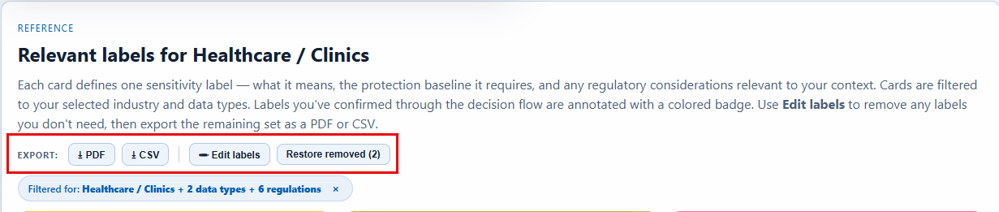 REFERENCE
Relevant labels for Healthcare / Clinics
Each card defines one sensitivity label — what it means, the protection baseline it requires, and any regulatory considerations relevant to your context. Cards are filtered
to your selected industry and data types. Labels you've confirmed through the decision flow are annotated with a colored badge. Use Edit labels to remove any labels
you don't need, then export the remaining set as a PDF or CSV.
EXPORT: ⤓ PDF ⤓ CSV ➖ Edit labels Restore removed (2)
Filtered for: Healthcare / Clinics + 2 data types + 6 regulations ×